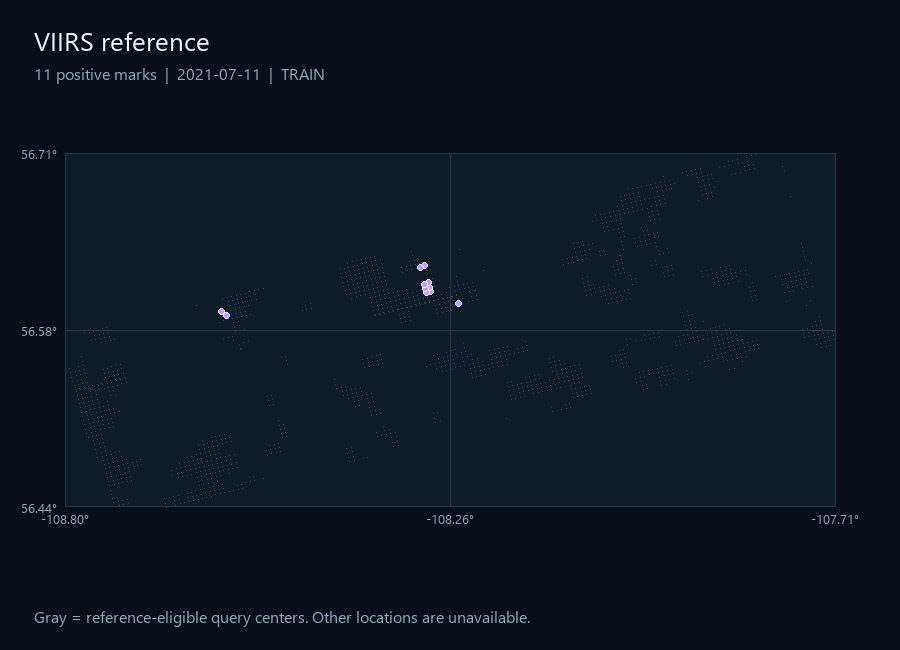 VIIRS reference
11 positive marks | 2021-07-11 | TRAIN
56.71°
56.58°
56.44°
-108.80°
-108.26°
-107.71°
Gray = reference-eligible query centers. Other locations are unavailable.